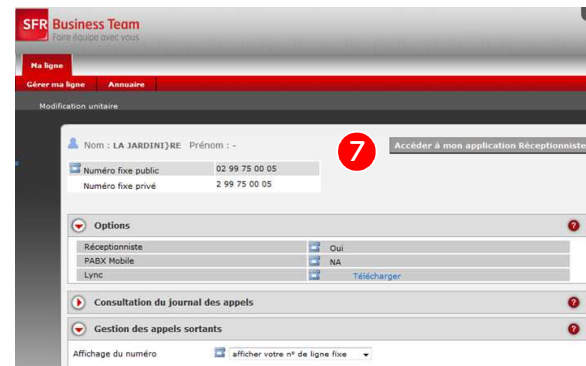 SFR Business Team
Faire équipe avec vous
Ma ligne
Gérer ma ligne Annuaire
Modification unitaire
Nom : LA JARDINI}RE Prénom : -
7
Accéder à mon application Réceptionniste
Numéro fixe public 02 99 75 00 05
Numéro fixe privé 2 99 75 00 05
Options ?
Réceptionniste Oui
PABX Mobile NA
Lync Télécharger
Consultation du journal des appels ?
Gestion des appels sortants ?
Affichage du numéro afficher votre n° de ligne fixe